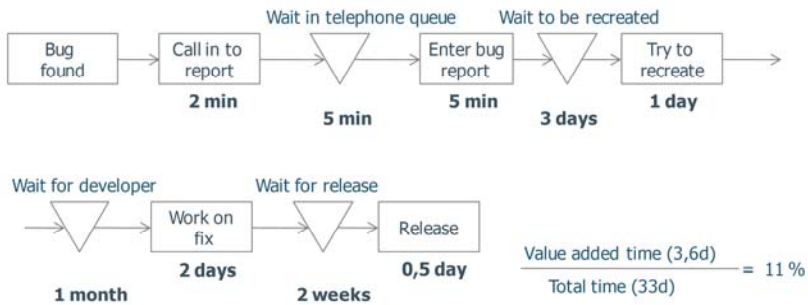 Wait in telephone queue
Wait to be recreated
Bug
found
Call in to
report
Enter bug
report
Try to
recreate
2 min
5 min
5 min
3 days
1 day
Wait for developer
Wait for release
Work on
fix
Release
1 month
2 days
2 weeks
0,5 day
Value added time (3,6d)
Total time (33d)
= 11 %